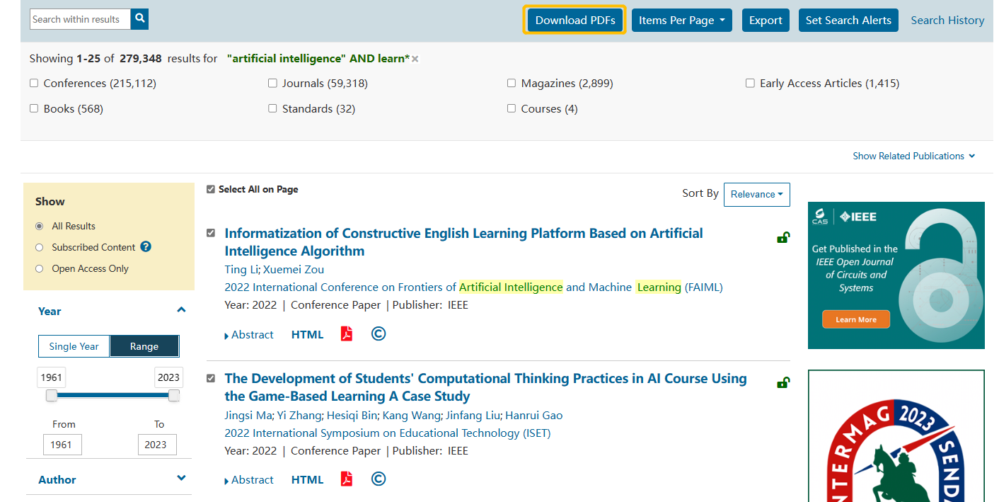 Search within results
Download PDFs
Items Per Page
Export
Set Search Alerts
Search History
Showing 1-25 of 279,348 results for "artificial intelligence" AND learn*
Conferences (215,112)
Journals (59,318)
Magazines (2,899)
Early Access Articles (1,415)
Books (568)
Standards (32)
Courses (4)
Show Related Publications
Show
All Results
Subscribed Content ?
Open Access Only
Year
Single Year
Range
1961
2023
From
To
1961
2023
Author
Select All on Page
Sort By Relevance
Informatization of Constructive English Learning Platform Based on Artificial
Intelligence Algorithm
Ting Li; Xuemei Zou
2022 International Conference on Frontiers of Artificial Intelligence and Machine Learning (FAIML)
Year: 2022 | Conference Paper | Publisher: IEEE
Abstract HTML ©
The Development of Students' Computational Thinking Practices in AI Course Using
the Game-Based Learning A Case Study
Jingsi Ma; Yi Zhang; Hesiqi Bin; Kang Wang; Jinfang Liu; Hanrui Gao
2022 International Symposium on Educational Technology (ISET)
Year: 2022 | Conference Paper | Publisher: IEEE
Abstract HTML ©
CAS
IEEE
Get Published in the
IEEE Open Journal
of Circuits and
Systems
Learn More
NTERMAG 2023 SENDA